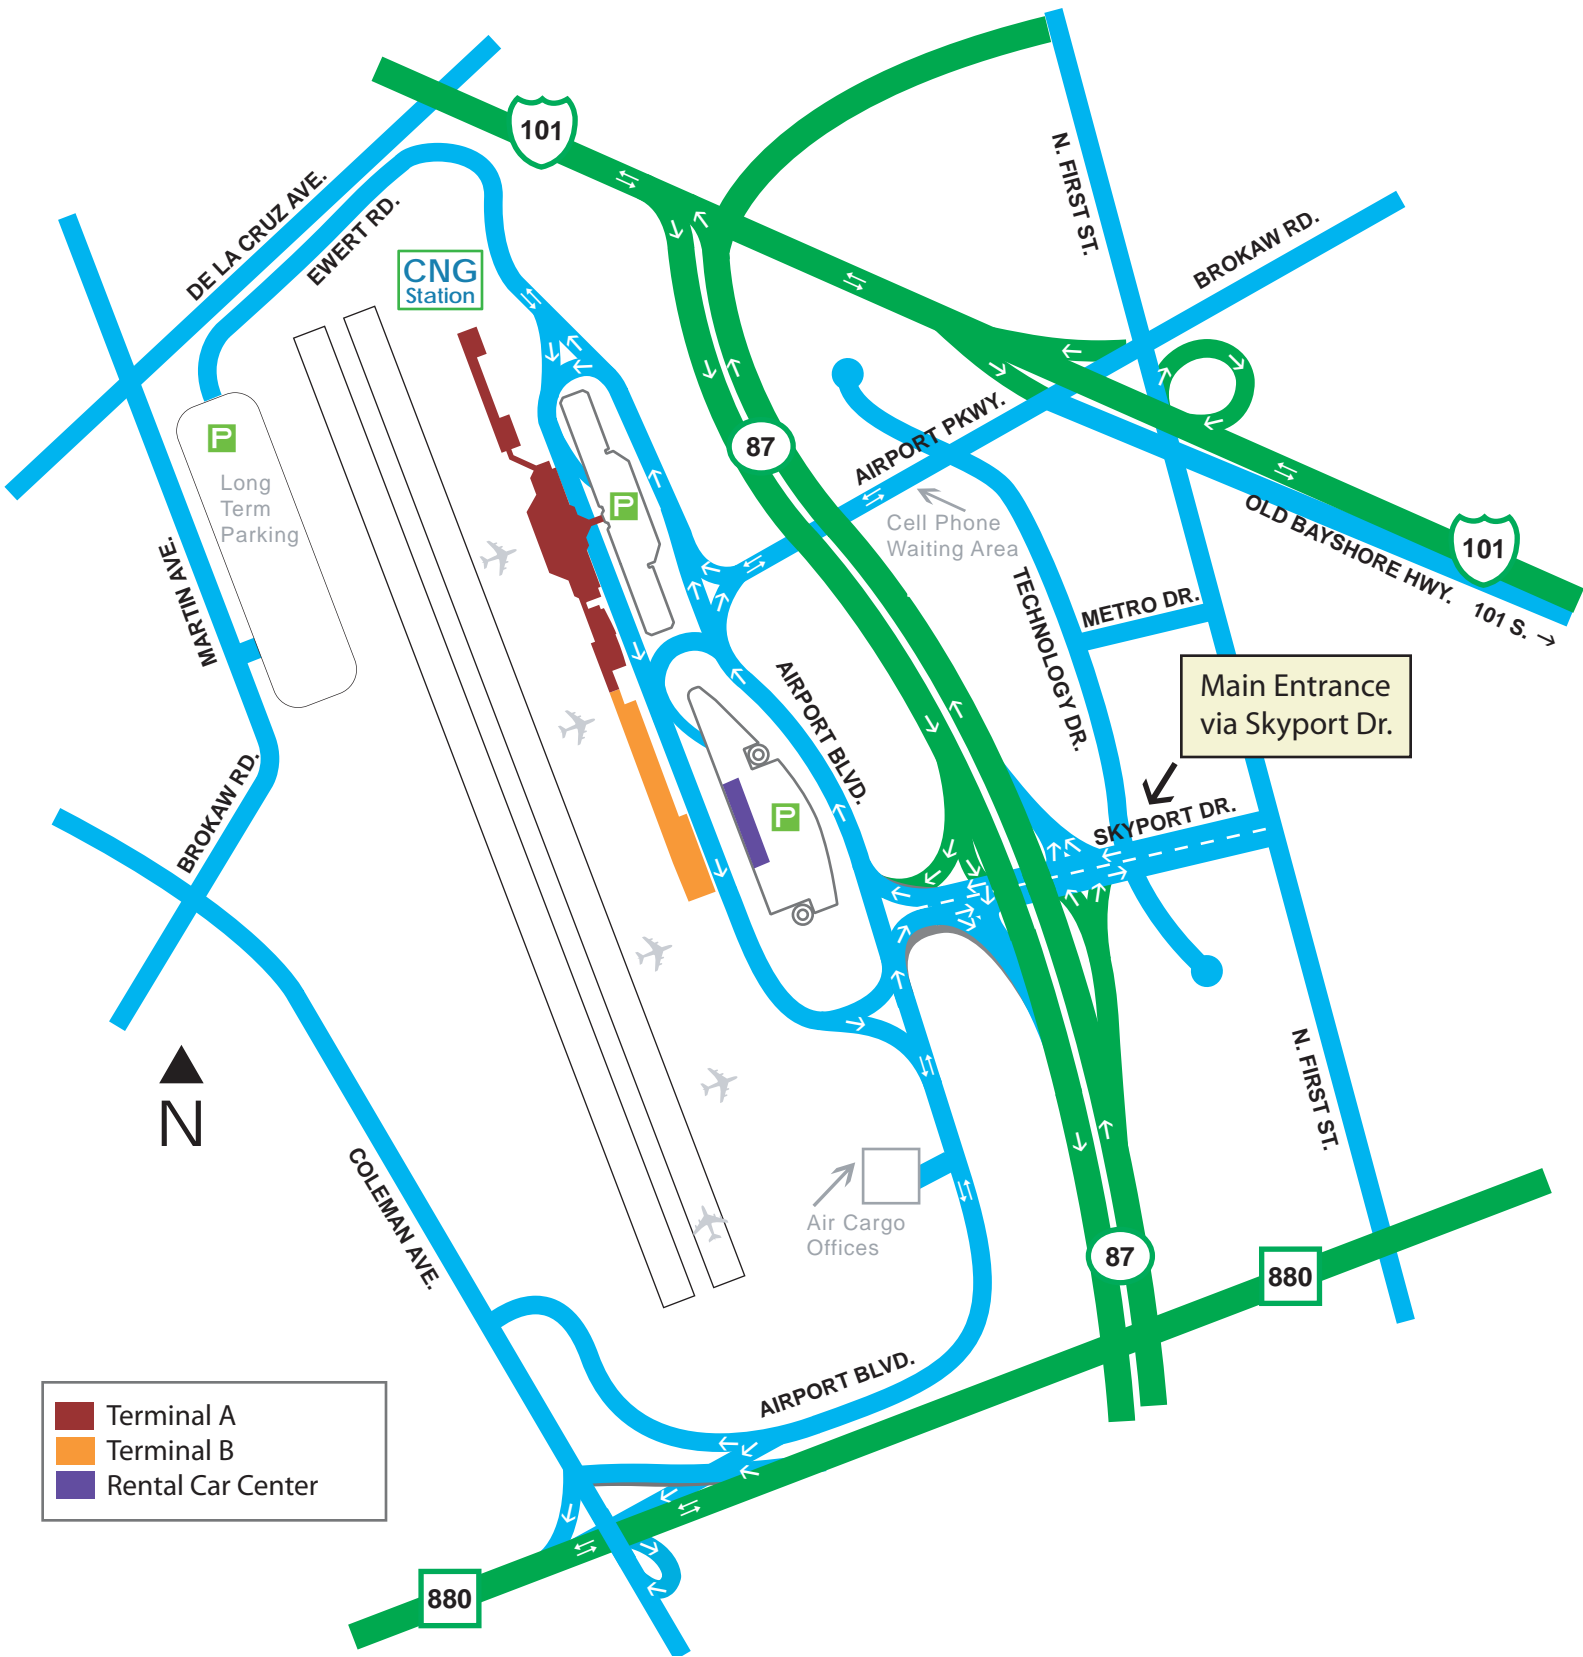 101
N. FIRST ST.
DE LA CRUZ AVE.
EWERT RD.
BROKAW RD.
CNG
Station
87
AIRPORT PKWY.
P
Long
Term
Parking
P
Cell Phone
Waiting Area
OLD BAYSHORE HWY.
101
101 S.
MARTIN AVE.
TECHNOLOGY DR.
METRO DR.
Main Entrance
via Skyport Dr.
AIRPORT BLVD.
BROKAW RD.
P
SKYPORT DR.
N
N. FIRST ST.
COLEMAN AVE.
Air Cargo
Offices
87
880
AIRPORT BLVD.
Terminal A
Terminal B
Rental Car Center
880